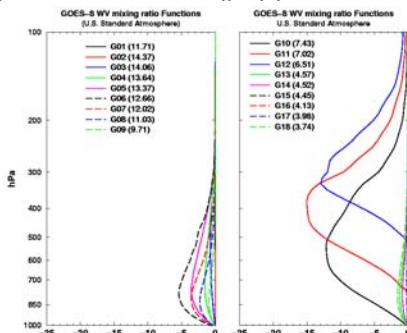 GOES-8 WV mixing ratio Functions
(U.S. Standard Atmosphere)
100
200
300
400
500
600
850
1000
hPa
G01 (11.71)
G02 (14.37)
G03 (14.06)
G04 (13.64)
G05 (13.37)
G06 (12.66)
G07 (12.02)
G08 (11.03)
G09 (9.71)
-25
-20
-15
-10
-5
0
GOES-8 WV mixing ratio Functions
(U.S. Standard Atmosphere)
G10 (7.43)
G11 (7.02)
G12 (6.51)
G13 (4.57)
G14 (4.52)
G15 (4.45)
G16 (4.13)
G17 (3.98)
G18 (3.74)
-25
-20
-15
-10
-5
0